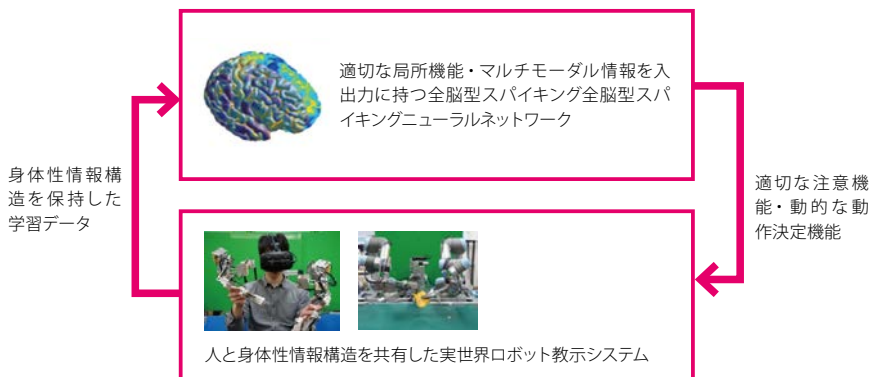 適切な局所機能・マルチモーダル情報を入
出力に持つ全脳型スパイキング全脳型スパ
イキングニューラルネットワーク
身体性情報構
造を保持した
学習データ
適切な注意機
能・動的な動
作決定機能
人と身体性情報構造を共有した実世界ロボット教示システム